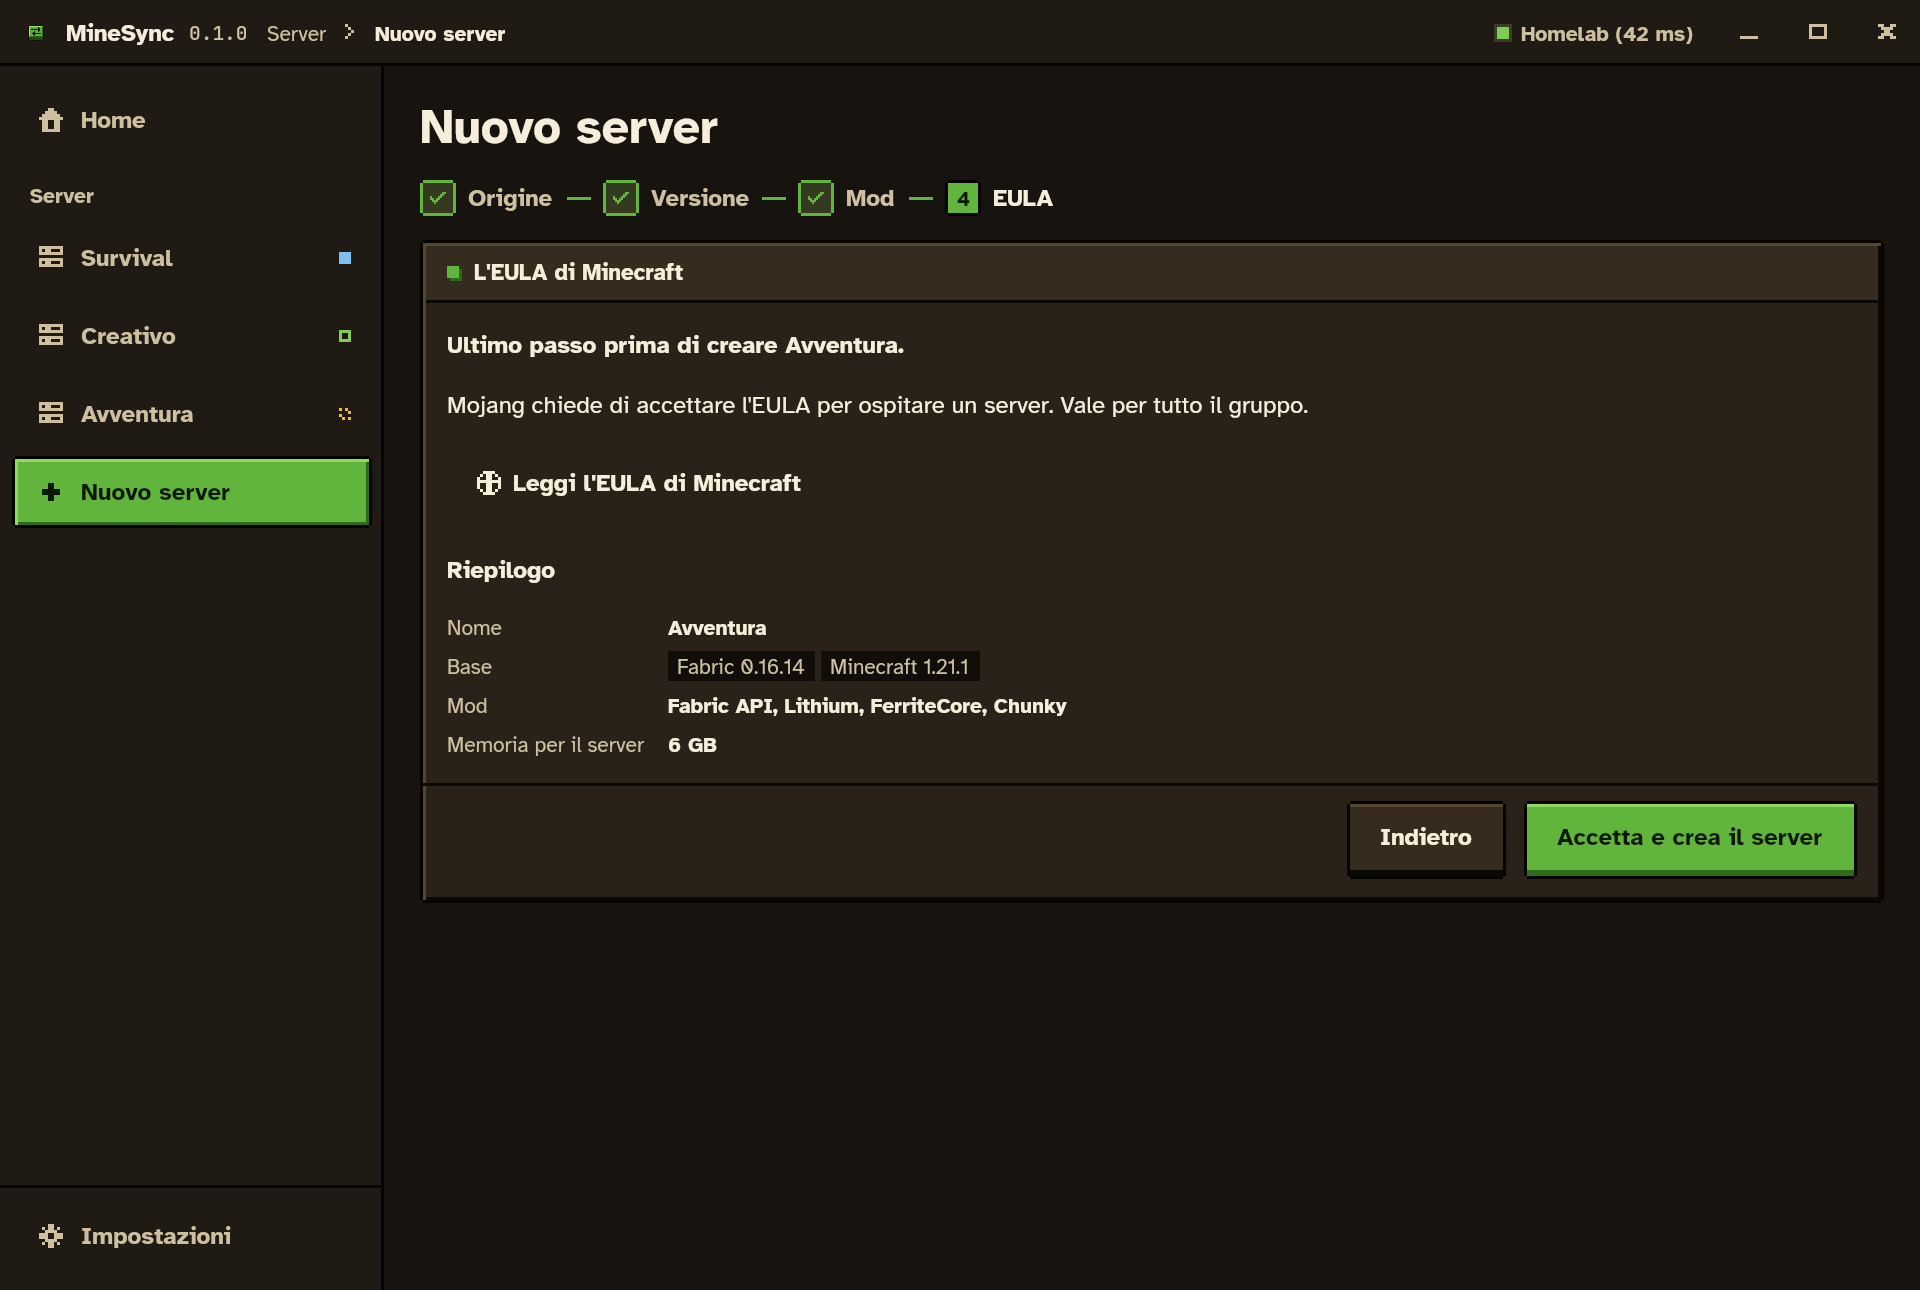 MineSync 0.1.0 Server Nuovo server
Homelab (42 ms)
Home
Server
Survival
Creativo
Avventura
Nuovo server
Impostazioni
Nuovo server
Origine Versione Mod 4 EULA
L'EULA di Minecraft
Ultimo passo prima di creare Avventura.
Mojang chiede di accettare l'EULA per ospitare un server. Vale per tutto il gruppo.
Leggi l'EULA di Minecraft
Riepilogo
Nome Avventura
Base Fabric 0.16.14 Minecraft 1.21.1
Mod Fabric API, Lithium, FerriteCore, Chunky
Memoria per il server 6 GB
Indietro Accetta e crea il server